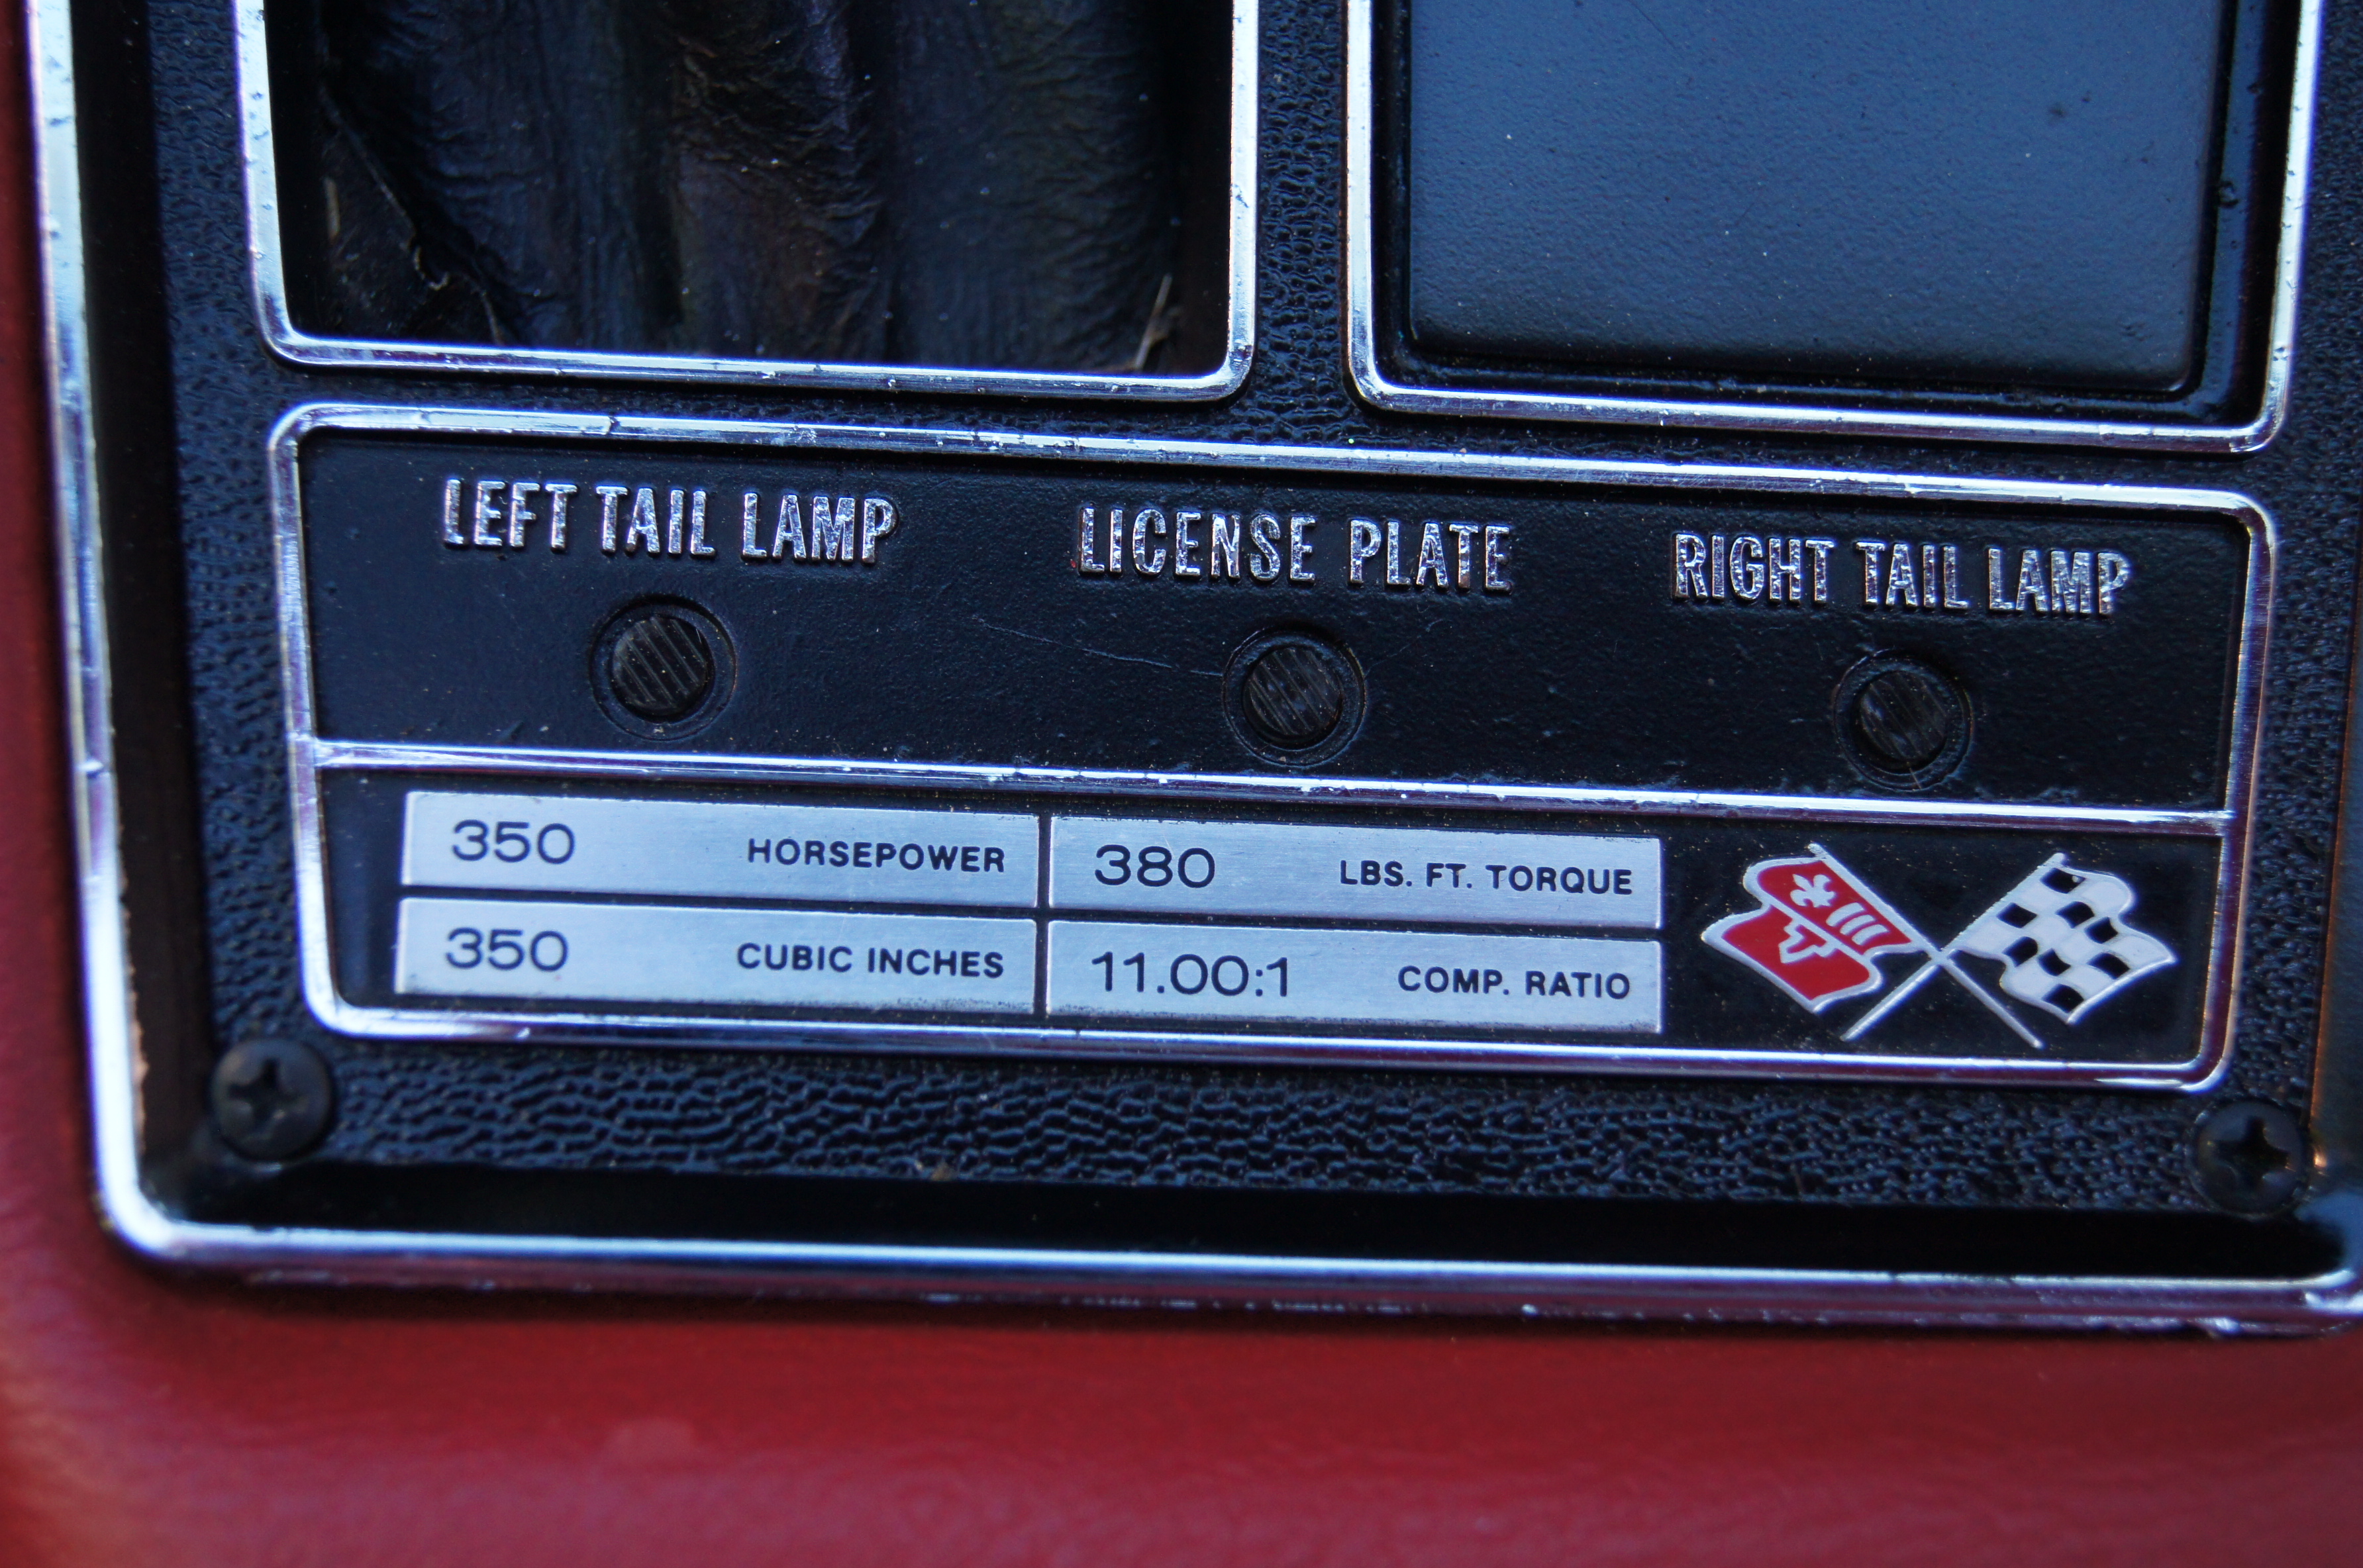 LEFT TAIL LAMP LICENSE PLATE RIGHT TAIL LAMP
350 HORSEPOWER 380 LBS. FT. TORQUE
350 CUBIC INCHES 11.00:1 COMP. RATIO